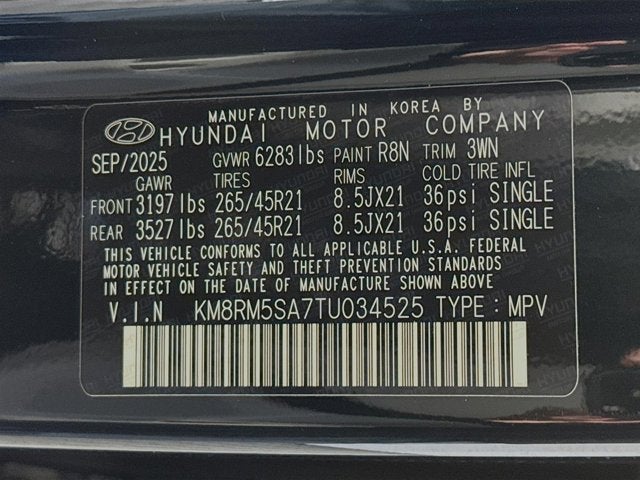 MANUFACTURED IN KOREA BY
HYUNDAI MOTOR COMPANY
SEP/2025 GVWR 6283lbs PAINT R8N TRIM 3WN
GAWR TIRES RIMS COLD TIRE INFL
FRONT 3197lbs 265/45R21 8.5JX21 36psi SINGLE
REAR 3527lbs 265/45R21 8.5JX21 36psi SINGLE
THIS VEHICLE CONFORMS TO ALL APPLICABLE U.S.A. FEDERAL
MOTOR VEHICLE SAFETY AND THEFT PREVENTION STANDARDS
IN EFFECT ON THE DATE OF MANUFACTURE SHOWN ABOVE.
V.I.N KM8RM5SA7TU034525 TYPE : MPV